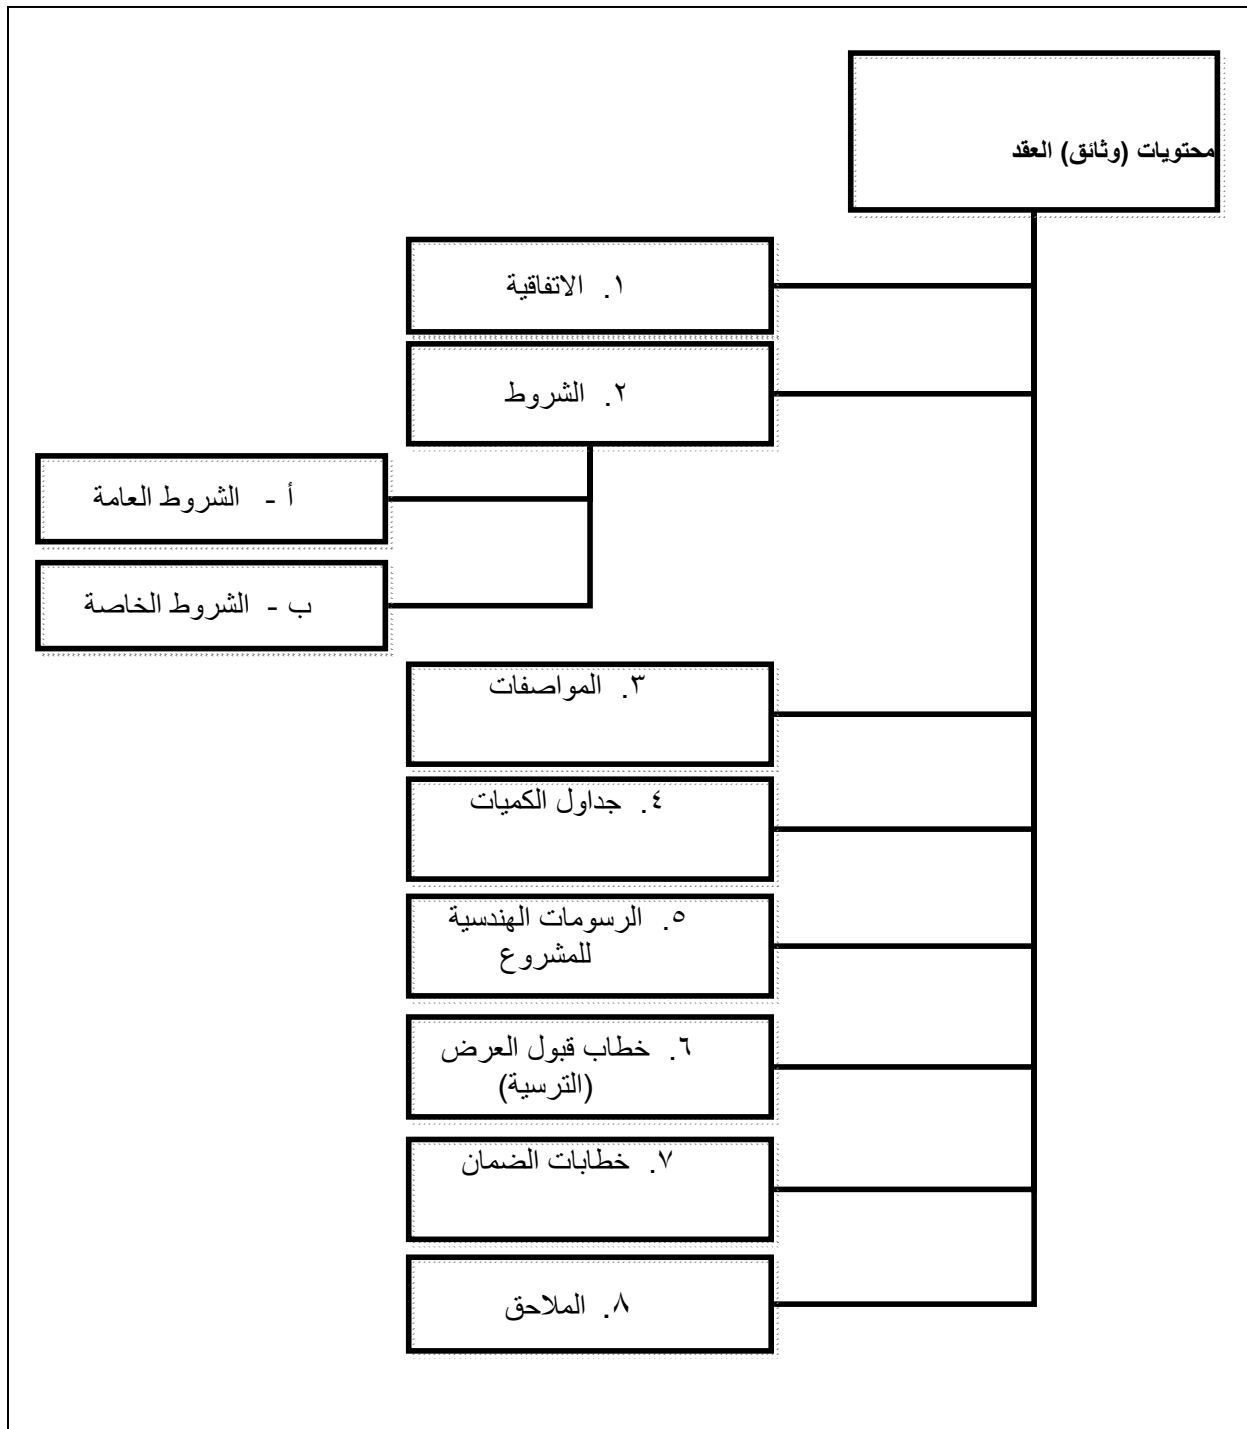 محتويات (وثائق) العقد
١. الاتفاقية
٢. الشروط
أ - الشروط العامة
ب - الشروط الخاصة
٣. المواصفات
٤. جداول الكميات
٥. الرسومات الهندسية
للمشروع
٦. خطاب قبول العرض
(الترسية)
٧. خطابات الضمان
٨. الملاحق